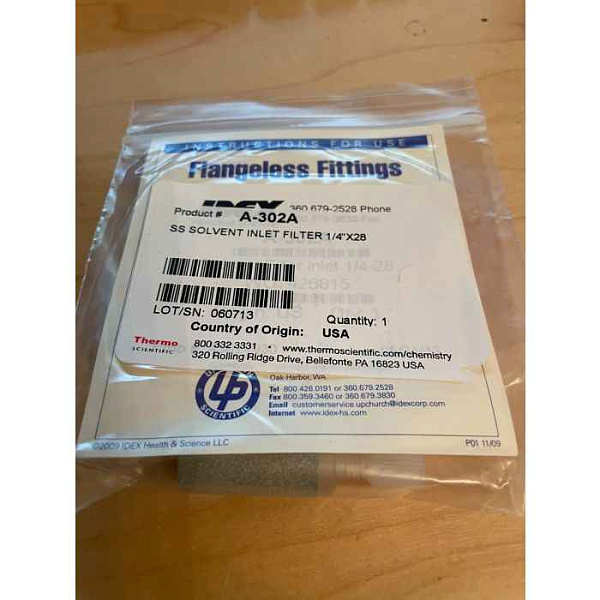 INSTRUCTIONS FOR USE
Flangeless Fittings
IDEX 360.679-2528 Phone
Product # A-302A
SS SOLVENT INLET FILTER 1/4"X28
inlet 1/4-28
LOT/SN: 060713 Quantity: 1
Country of Origin: USA
Thermo
SCIENTIFIC
800 332 3331 • www.thermoscientific.com/chemistry
320 Rolling Ridge Drive, Bellefonte PA 16823 USA
Oak Harbor, WA
UP
SCIENTIFIC
Tel 800.426.0191 or 360.679.2528
Fax 800.359.3460 or 360.679.3830
Email customerservice.upchurch@idexcorp.com
Internet www.idex-hs.com
©2009 IDEX Health & Science LLC P01 11/09